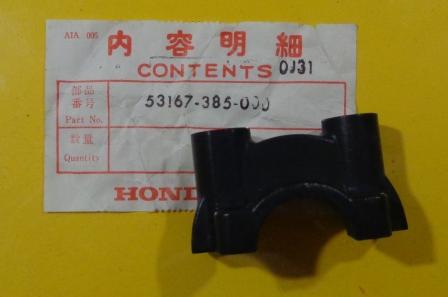 AIA 005
内容明細
CONTENTS 0J31
部品
番号
Part No.
53167-385-000
数量
Quantity
HOND